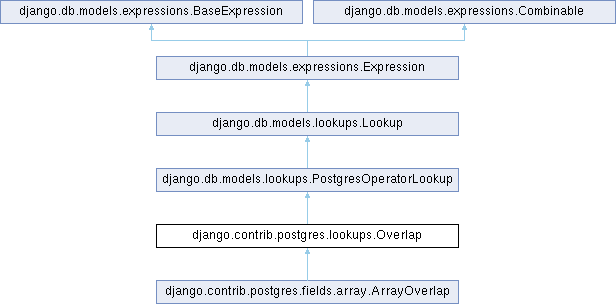 django.db.models.expressions.BaseExpression
django.db.models.expressions.Combinable
django.db.models.expressions.Expression
django.db.models.lookups.Lookup
django.db.models.lookups.PostgresOperatorLookup
django.contrib.postgres.lookups.Overlap
django.contrib.postgres.fields.array.ArrayOverlap